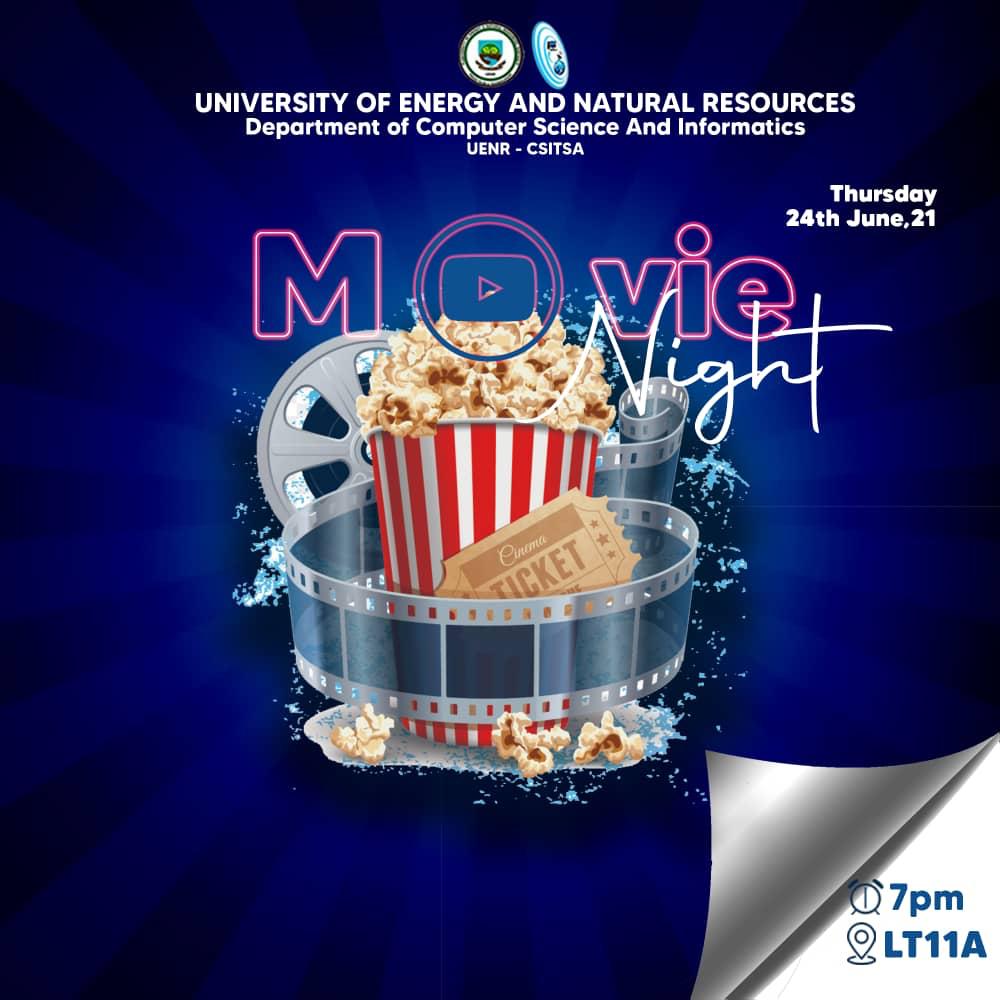 UNIVERSITY OF ENERGY AND NATURAL RESOURCES
Department of Computer Science And Informatics
UENR - CSITSA
Thursday
24th June,21
Movie
Night
Cinema
TICKET
7pm
LT11A